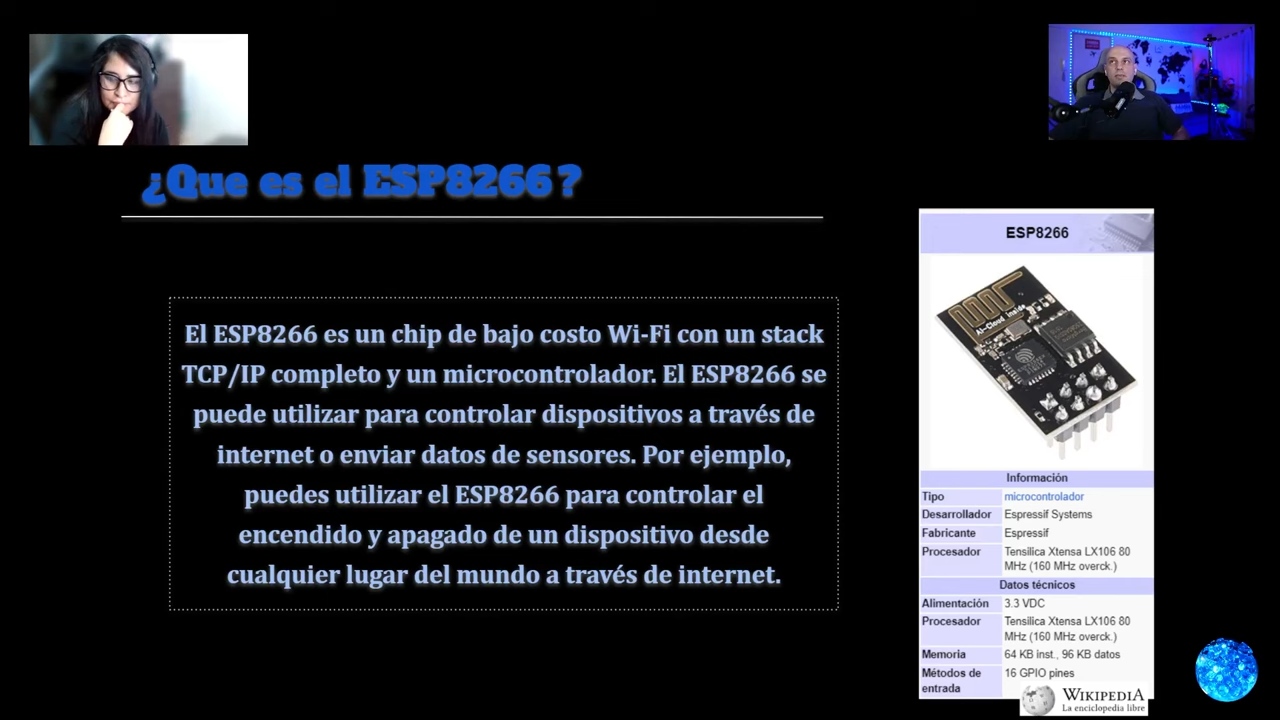 ¿Que es el ESP8266?
El ESP8266 es un chip de bajo costo Wi-Fi con un stack
TCP/IP completo y un microcontrolador. El ESP8266 se
puede utilizar para controlar dispositivos a través de
internet o enviar datos de sensores. Por ejemplo,
puedes utilizar el ESP8266 para controlar el
encendido y apagado de un dispositivo desde
cualquier lugar del mundo a través de internet.
ESP8266
AI-Cloud inside
Información
Tipo microcontrolador
Desarrollador Espressif Systems
Fabricante Espressif
Procesador Tensilica Xtensa LX106 80
MHz (160 MHz overck.)
Datos técnicos
Alimentación 3.3 VDC
Procesador Tensilica Xtensa LX106 80
MHz (160 MHz overck.)
Memoria 64 KB inst., 96 KB datos
Métodos de 16 GPIO pines
entrada
WIKIPEDIA
La enciclopedia libre